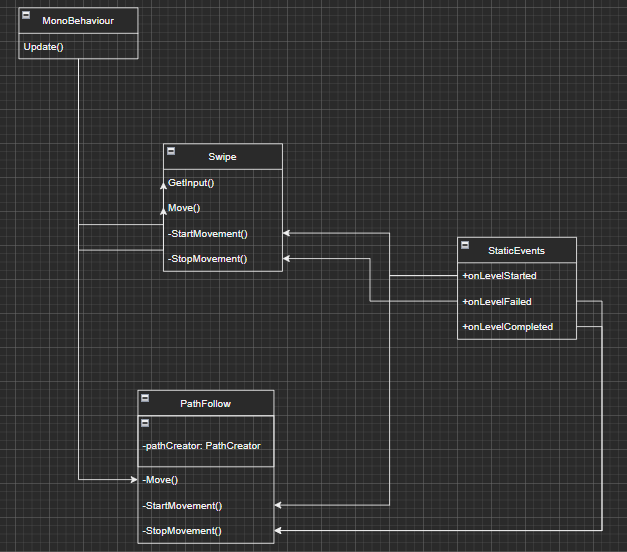 MonoBehaviour
Update()
Swipe
GetInput()
Move()
-StartMovement()
-StopMovement()
StaticEvents
+onLevelStarted
+onLevelFailed
+onLevelCompleted
PathFollow
-pathCreator: PathCreator
-Move()
-StartMovement()
-StopMovement()